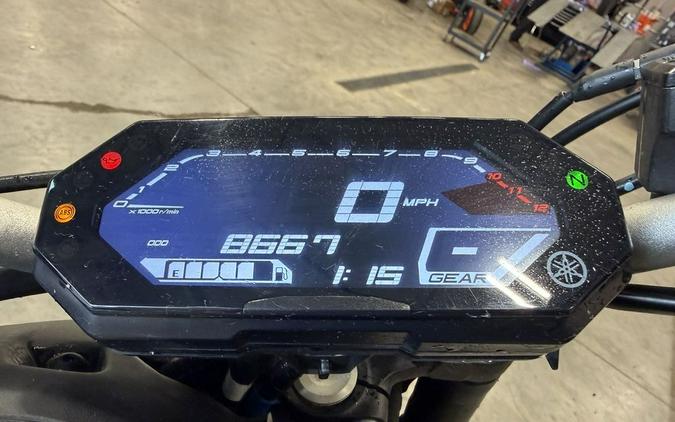 0 1 2 3 4 5 6 7 8 9 10 11 12
x1000r/min
0 MPH
N
ABS
ODO 8667
E
1:15
- GEAR